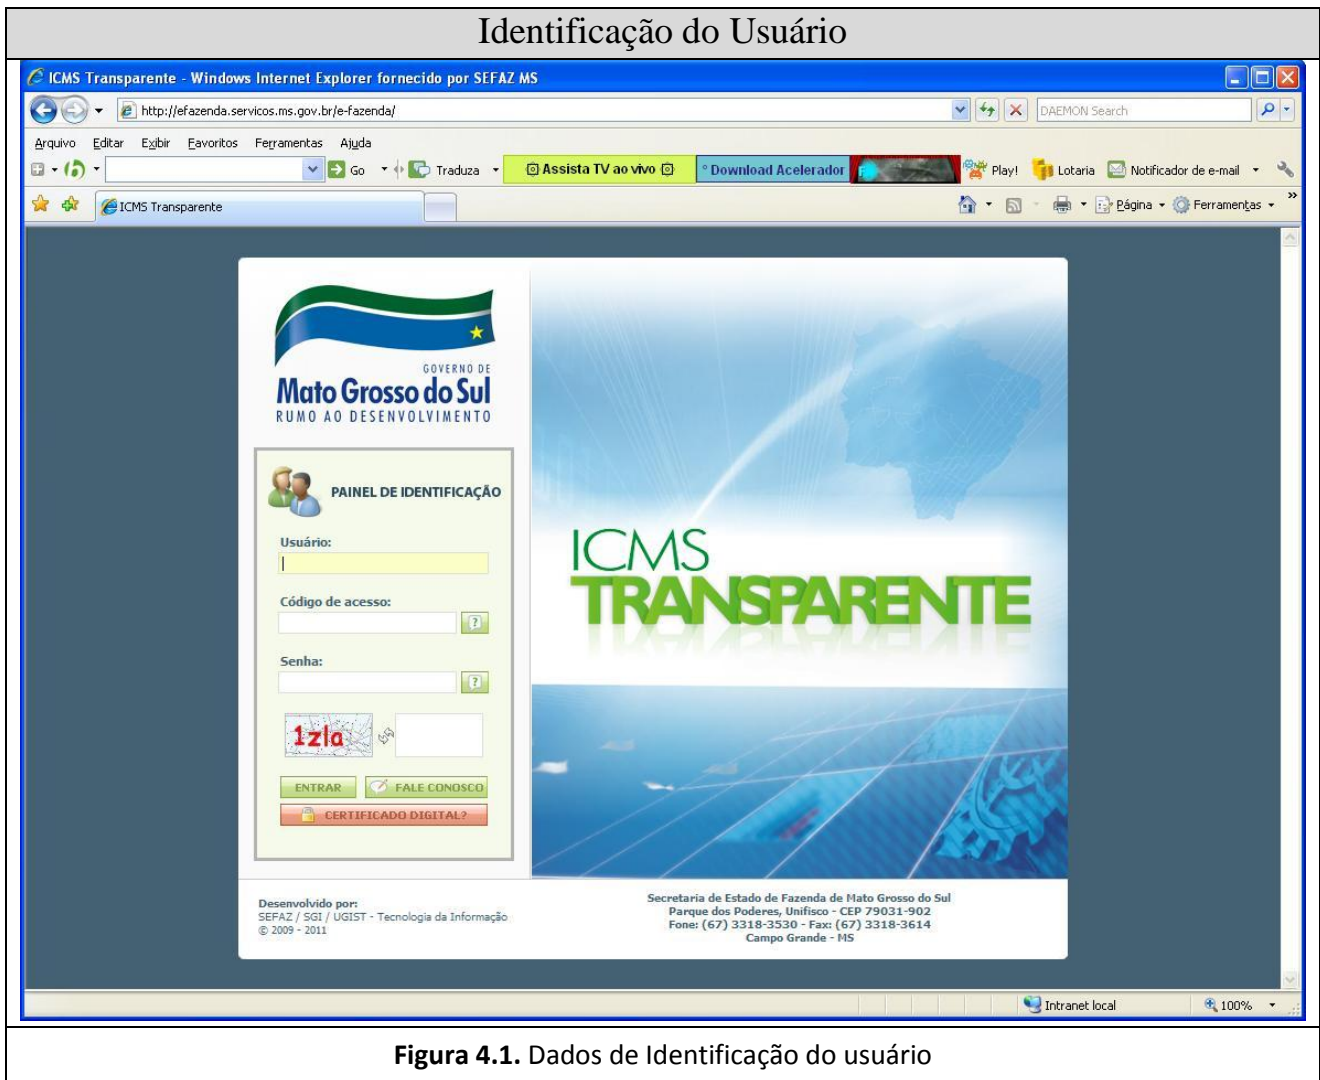 Identificação do Usuário
ICMS Transparente - Windows Internet Explorer fornecido por SEFAZ MS
http://efazenda.servicos.ms.gov.br/e-fazenda/
DAEMON Search
Arquivo Editar Exibir Favoritos Ferramentas Ajuda
Go Traduza Assista TV ao vivo Download Acelerador Play! Lotaria Notificador de e-mail
ICMS Transparente
Página Ferramentas »
GOVERNO DE
Mato Grosso do Sul
RUMO AO DESENVOLVIMENTO
PAINEL DE IDENTIFICAÇÃO
Usuário:
Código de acesso:
?
Senha:
?
1zla
ENTRAR FALE CONOSCO
CERTIFICADO DIGITAL?
ICMS
TRANSPARENTE
Desenvolvido por:
SEFAZ / SGI / UGIST - Tecnologia da Informação
© 2009 - 2011
Secretaria de Estado de Fazenda de Mato Grosso do Sul
Parque dos Poderes, Unifisco - CEP 79031-902
Fone: (67) 3318-3530 - Fax: (67) 3318-3614
Campo Grande - MS
Intranet local 100%
Figura 4.1. Dados de Identificação do usuário